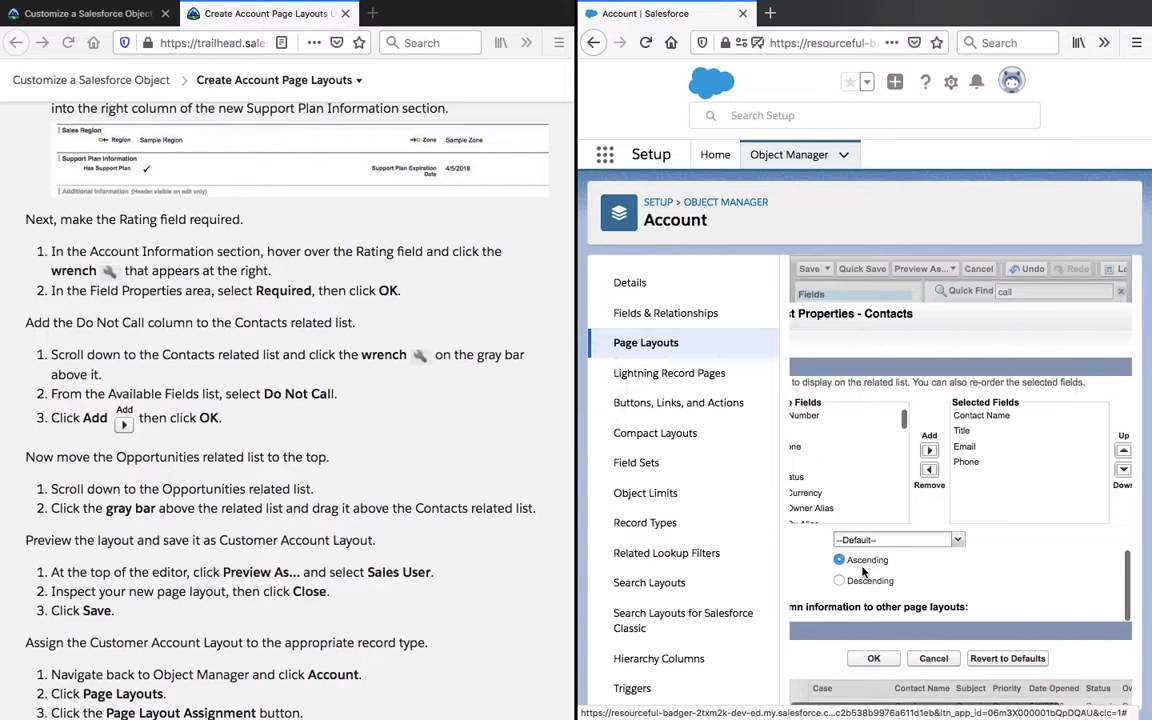 Customize a Salesforce Object
Create Account Page Layouts U
https://trailhead.sale
Search
Customize a Salesforce Object
Create Account Page Layouts
into the right column of the new Support Plan Information section.
Sales Region
Region Sample Region Zone Sample Zone
Support Plan Information
Has Support Plan Support Plan Expiration Date 4/5/2018
Additional Information (Header visible on edit only)
Next, make the Rating field required.
1. In the Account Information section, hover over the Rating field and click the
wrench that appears at the right.
2. In the Field Properties area, select Required, then click OK.
Add the Do Not Call column to the Contacts related list.
1. Scroll down to the Contacts related list and click the wrench on the gray bar
above it.
2. From the Available Fields list, select Do Not Call.
3. Click Add Add then click OK.
Now move the Opportunities related list to the top.
1. Scroll down to the Opportunities related list.
2. Click the gray bar above the related list and drag it above the Contacts related list.
Preview the layout and save it as Customer Account Layout.
1. At the top of the editor, click Preview As... and select Sales User.
2. Inspect your new page layout, then click Close.
3. Click Save.
Assign the Customer Account Layout to the appropriate record type.
1. Navigate back to Object Manager and click Account.
2. Click Page Layouts.
3. Click the Page Layout Assignment button.
Account | Salesforce
https://resourceful-b
Search
Search Setup
Setup Home Object Manager
SETUP > OBJECT MANAGER
Account
Details
Fields & Relationships
Page Layouts
Lightning Record Pages
Buttons, Links, and Actions
Compact Layouts
Field Sets
Object Limits
Record Types
Related Lookup Filters
Search Layouts
Search Layouts for Salesforce
Classic
Hierarchy Columns
Triggers
Save Quick Save Preview As... Cancel Undo Redo La
Fields Quick Find call
st Properties - Contacts
to display on the related list. You can also re-order the selected fields.
e Fields Selected Fields
Number
one
atus
Currency
Owner Alias
Contact Name
Title
Email
Phone
Add
Remove
Up
Down
--Default--
Ascending
Descending
mn information to other page layouts:
OK Cancel Revert to Defaults
Case Contact Name Subject Priority Date Opened Status Ow
https://resourceful-badger-2txm2k-dev-ed.my.salesforce.c...c2b538b9976a611d1eb&ltn_app_id=06m3X000001bQpDQAU&clc=1#